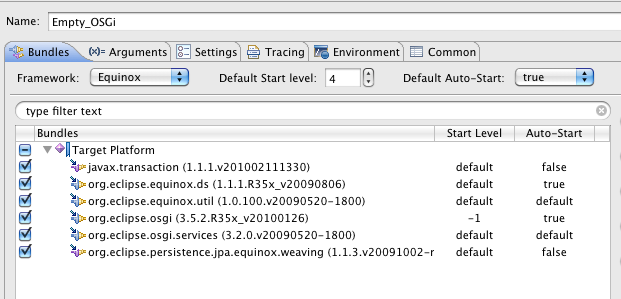 Name: Empty_OSGi
Bundles (x)= Arguments Settings Tracing Environment Common
Framework: Equinox Default Start level: 4 Default Auto-Start: true
type filter text
Bundles Start Level Auto-Start
Target Platform
javax.transaction (1.1.1.v201002111330) default false
org.eclipse.equinox.ds (1.1.1.R35x_v20090806) default true
org.eclipse.equinox.util (1.0.100.v20090520-1800) default default
org.eclipse.osgi (3.5.2.R35x_v20100126) -1 true
org.eclipse.osgi.services (3.2.0.v20090520-1800) default default
org.eclipse.persistence.jpa.equinox.weaving (1.1.3.v20091002-r default false